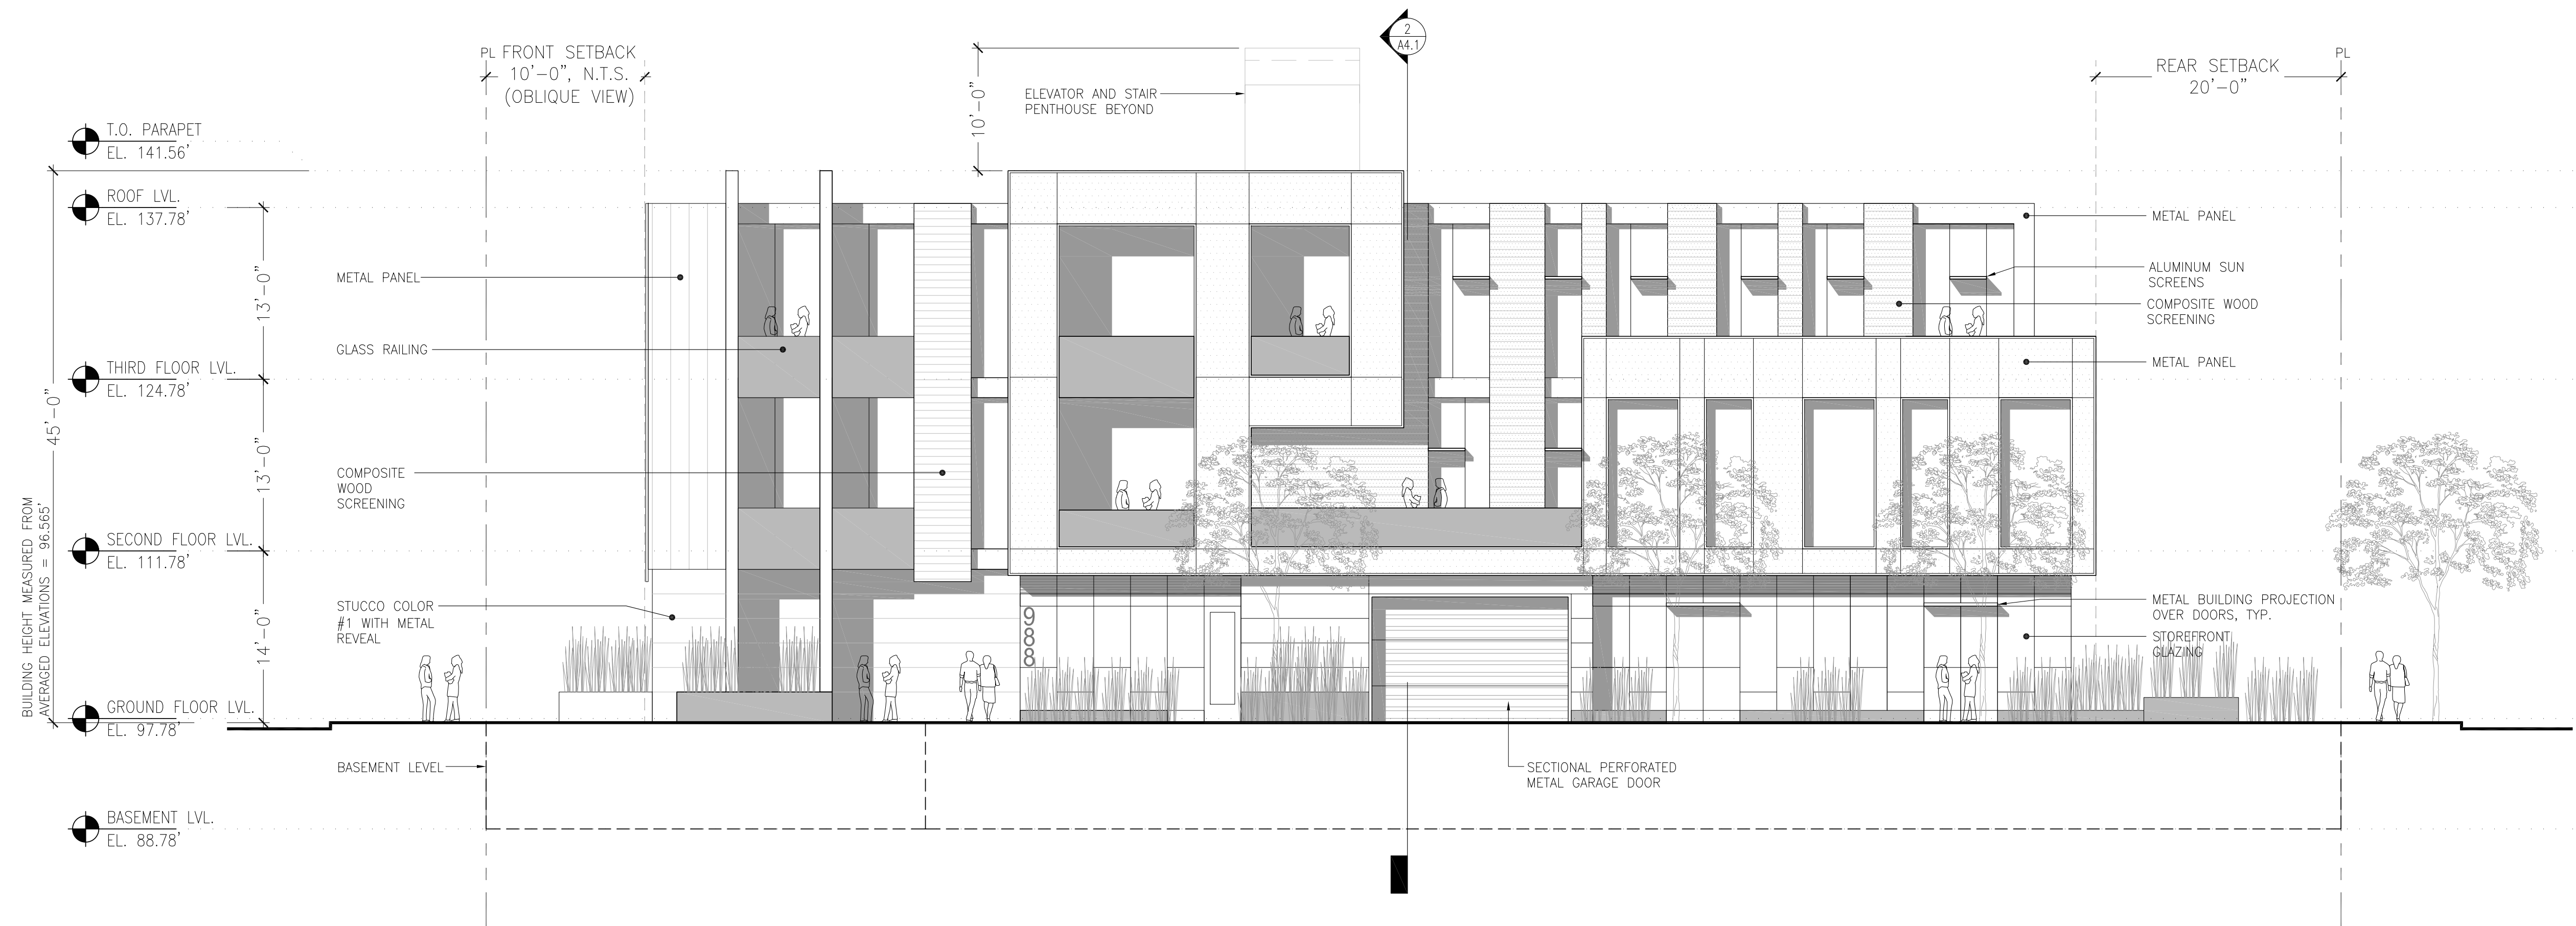 PL FRONT SETBACK
10'-0", N.T.S.
(OBLIQUE VIEW)
2
A4.1
PL
REAR SETBACK
20'-0"
10'-0"
ELEVATOR AND STAIR
PENTHOUSE BEYOND
T.O. PARAPET
EL. 141.56'
ROOF LVL.
EL. 137.78'
THIRD FLOOR LVL.
EL. 124.78'
SECOND FLOOR LVL.
EL. 111.78'
GROUND FLOOR LVL.
EL. 97.78'
BASEMENT LVL.
EL. 88.78'
BUILDING HEIGHT MEASURED FROM
AVERAGED ELEVATIONS = 96.565'
45'-0"
13'-0"
13'-0"
14'-0"
METAL PANEL
GLASS RAILING
COMPOSITE
WOOD
SCREENING
STUCCO COLOR
#1 WITH METAL
REVEAL
BASEMENT LEVEL
988
SECTIONAL PERFORATED
METAL GARAGE DOOR
METAL PANEL
ALUMINUM SUN
SCREENS
COMPOSITE WOOD
SCREENING
METAL PANEL
METAL BUILDING PROJECTION
OVER DOORS, TYP.
STOREFRONT
GLAZING